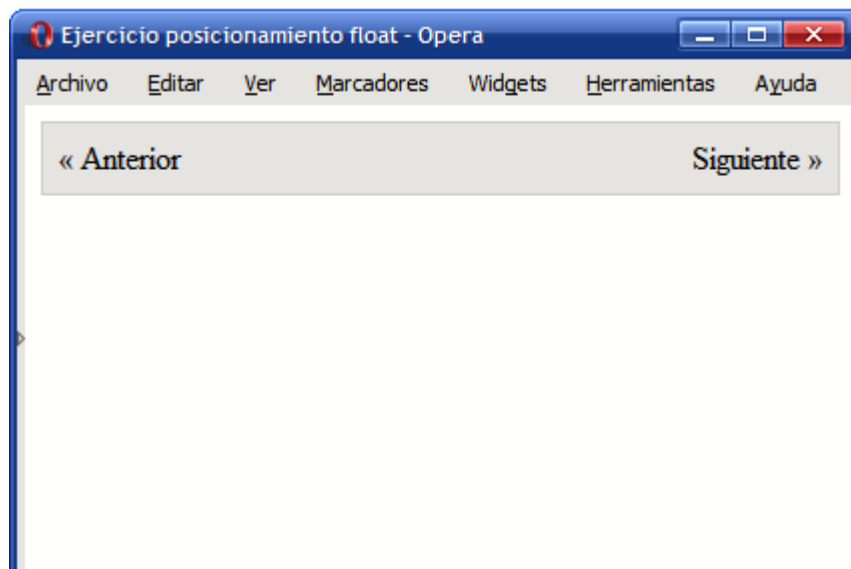 Ejercicio posicionamiento float - Opera
Archivo Editar Ver Marcadores Widgets Herramientas Ayuda
« Anterior Siguiente »